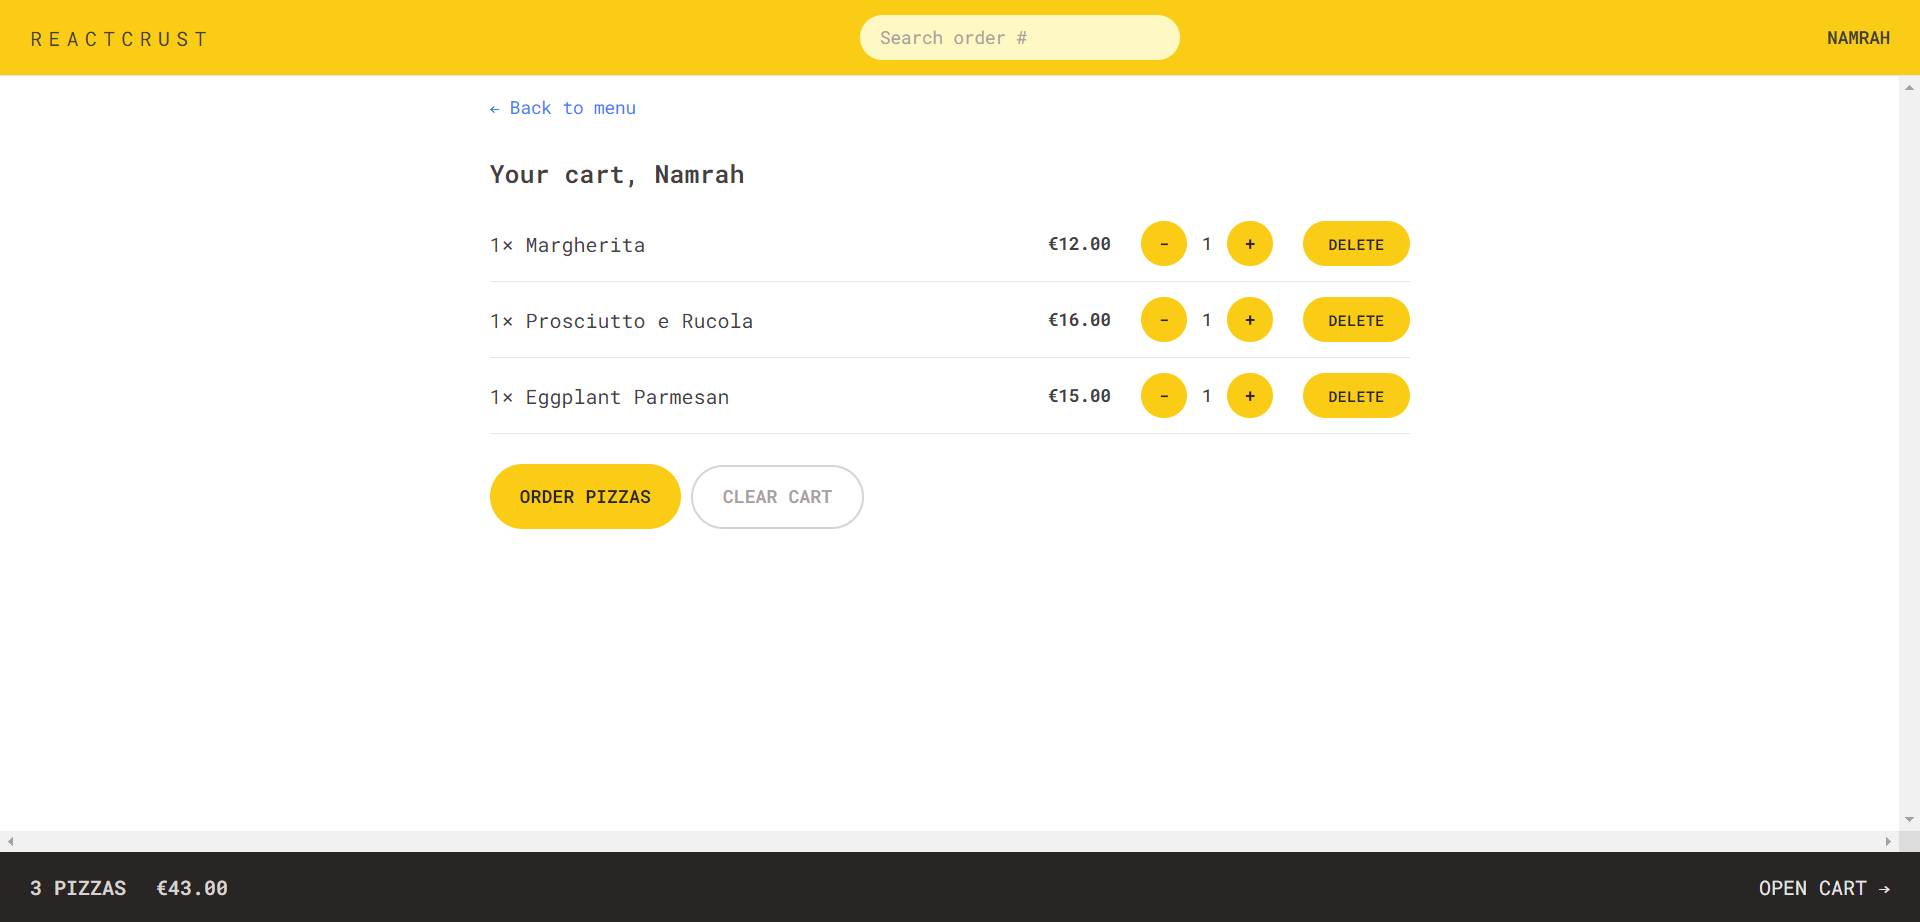 REACTCRUST
Search order #
NAMRAH
← Back to menu
Your cart, Namrah
1× Margherita €12.00 - 1 + DELETE
1× Prosciutto e Rucola €16.00 - 1 + DELETE
1× Eggplant Parmesan €15.00 - 1 + DELETE
ORDER PIZZAS CLEAR CART
3 PIZZAS €43.00 OPEN CART →